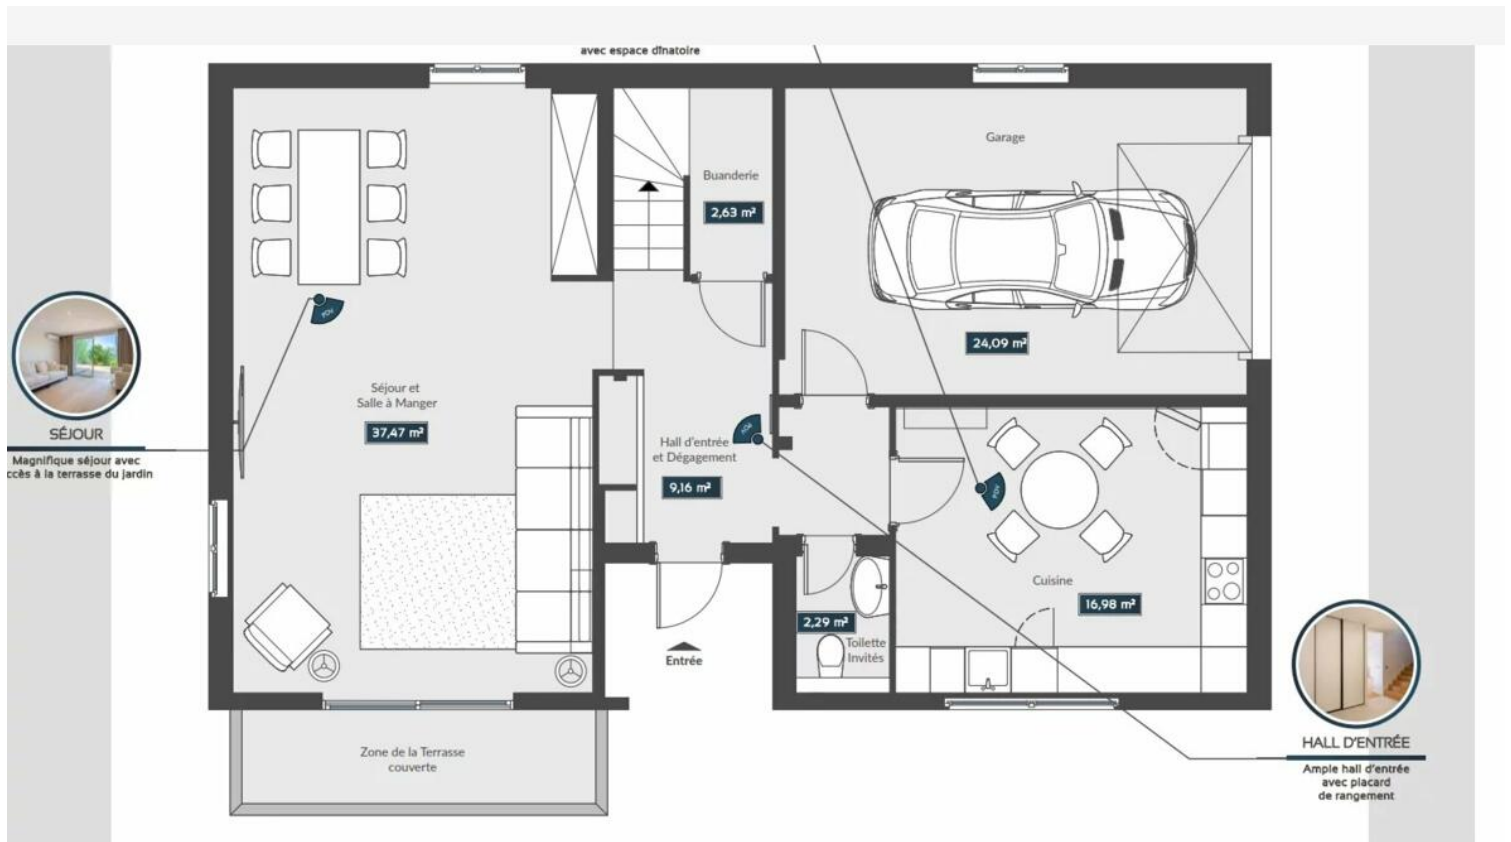 avec espace dînatoire
Garage
Buanderie
2,63 m²
24,09 m²
PDV
SÉJOUR
Magnifique séjour avec
ccès à la terrasse du jardin
Séjour et
Salle à Manger
37,47 m²
PDV
Hall d'entrée
et Dégagement
9,16 m²
PDV
Cuisine
16,98 m²
2,29 m²
Toilette
Invités
Entrée
HALL D'ENTRÉE
Ample hall d'entrée
avec placard
de rangement
Zone de la Terrasse
couverte